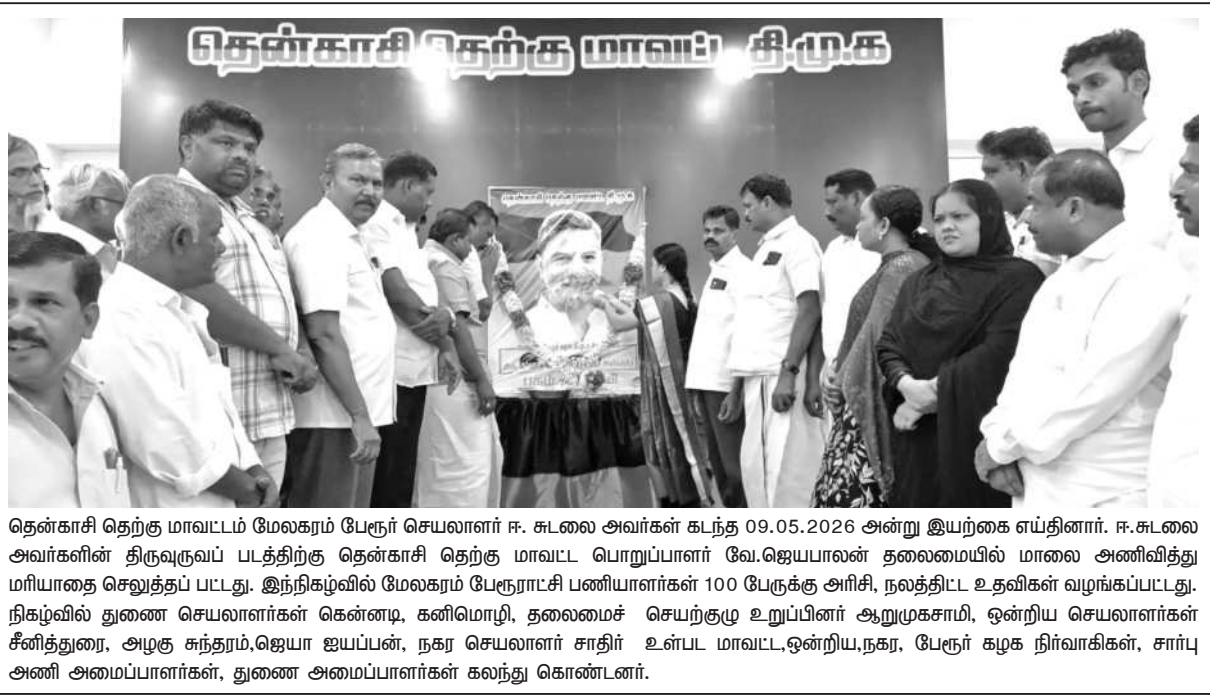 தென்காசி தெற்கு மாவட்ட தி.மு.க
தென்காசி தெற்கு மாவட்ட தி.மு.க
தென்காசி தெற்கு மாவட்டம் மேலகரம் பேரூர் செயலாளர் ஈ. சுடலை அவர்கள் கடந்த 09.05.2026 அன்று இயற்கை எய்தினார். ஈ.சுடலை
அவர்களின் திருவுருவப் படத்திற்கு தென்காசி தெற்கு மாவட்ட பொறுப்பாளர் வே.ஜெயபாலன் தலைமையில் மாலை அணிவித்து
மரியாதை செலுத்தப் பட்டது. இந்நிகழ்வில் மேலகரம் பேரூராட்சி பணியாளர்கள் 100 பேருக்கு அரிசி, நலத்திட்ட உதவிகள் வழங்கப்பட்டது.
நிகழ்வில் துணை செயலாளர்கள் கென்னடி, கனிமொழி, தலைமைச் செயற்குழு உறுப்பினர் ஆறுமுகசாமி, ஒன்றிய செயலாளர்கள்
சீனித்துரை, அழகு சுந்தரம்,ஜெயா ஐயப்பன், நகர செயலாளர் சாதிர் உள்பட மாவட்ட,ஒன்றிய,நகர, பேரூர் கழக நிர்வாகிகள், சார்பு
அணி அமைப்பாளர்கள், துணை அமைப்பாளர்கள் கலந்து கொண்டனர்.